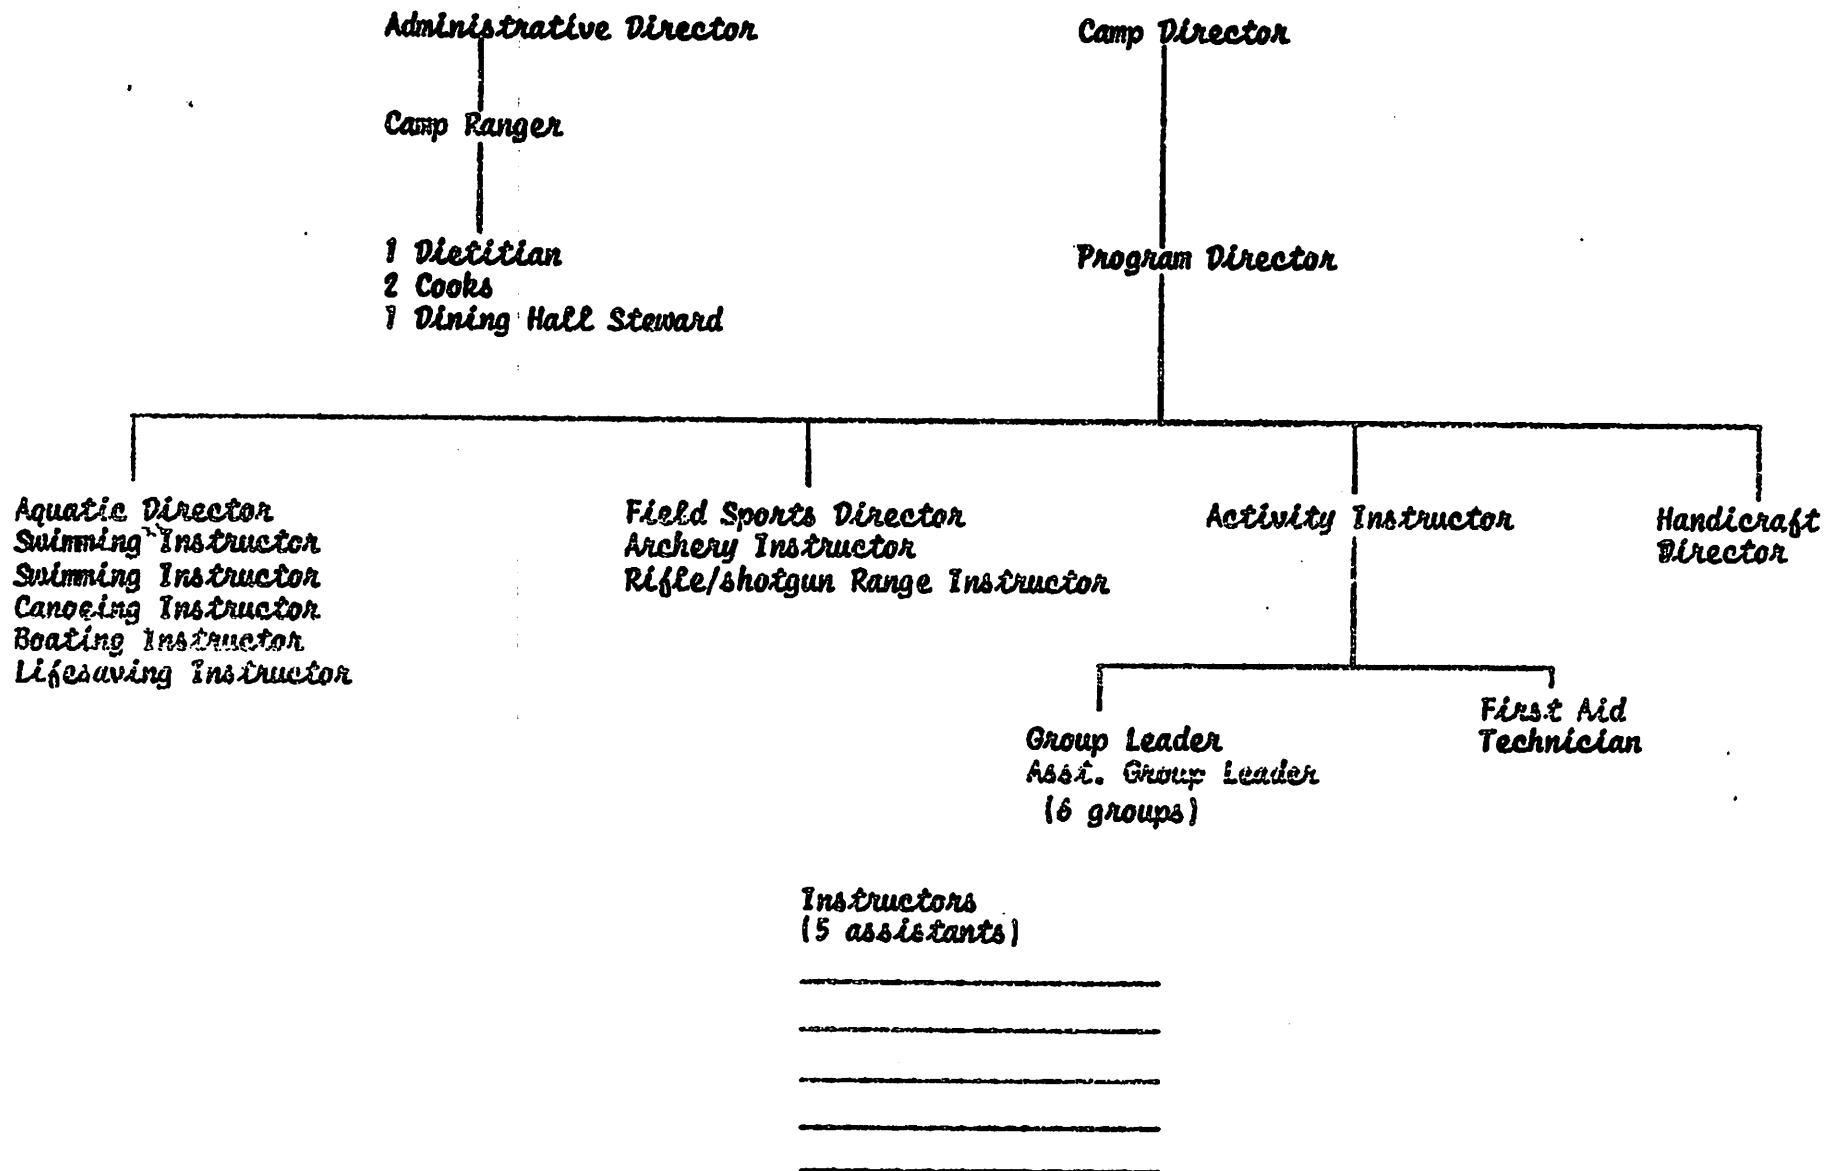 Administrative Director
Camp Director
Camp Ranger
1 Dietitian
2 Cooks
1 Dining Hall Steward
Program Director
Aquatic Director
Swimming Instructor
Swimming Instructor
Canoeing Instructor
Boating Instructor
Lifesaving Instructor
Field Sports Director
Archery Instructor
Rifle/shotgun Range Instructor
Activity Instructor
Handicraft
Director
Group Leader
Asst. Group Leader
(6 groups)
First Aid
Technician
Instructors
(5 assistants)